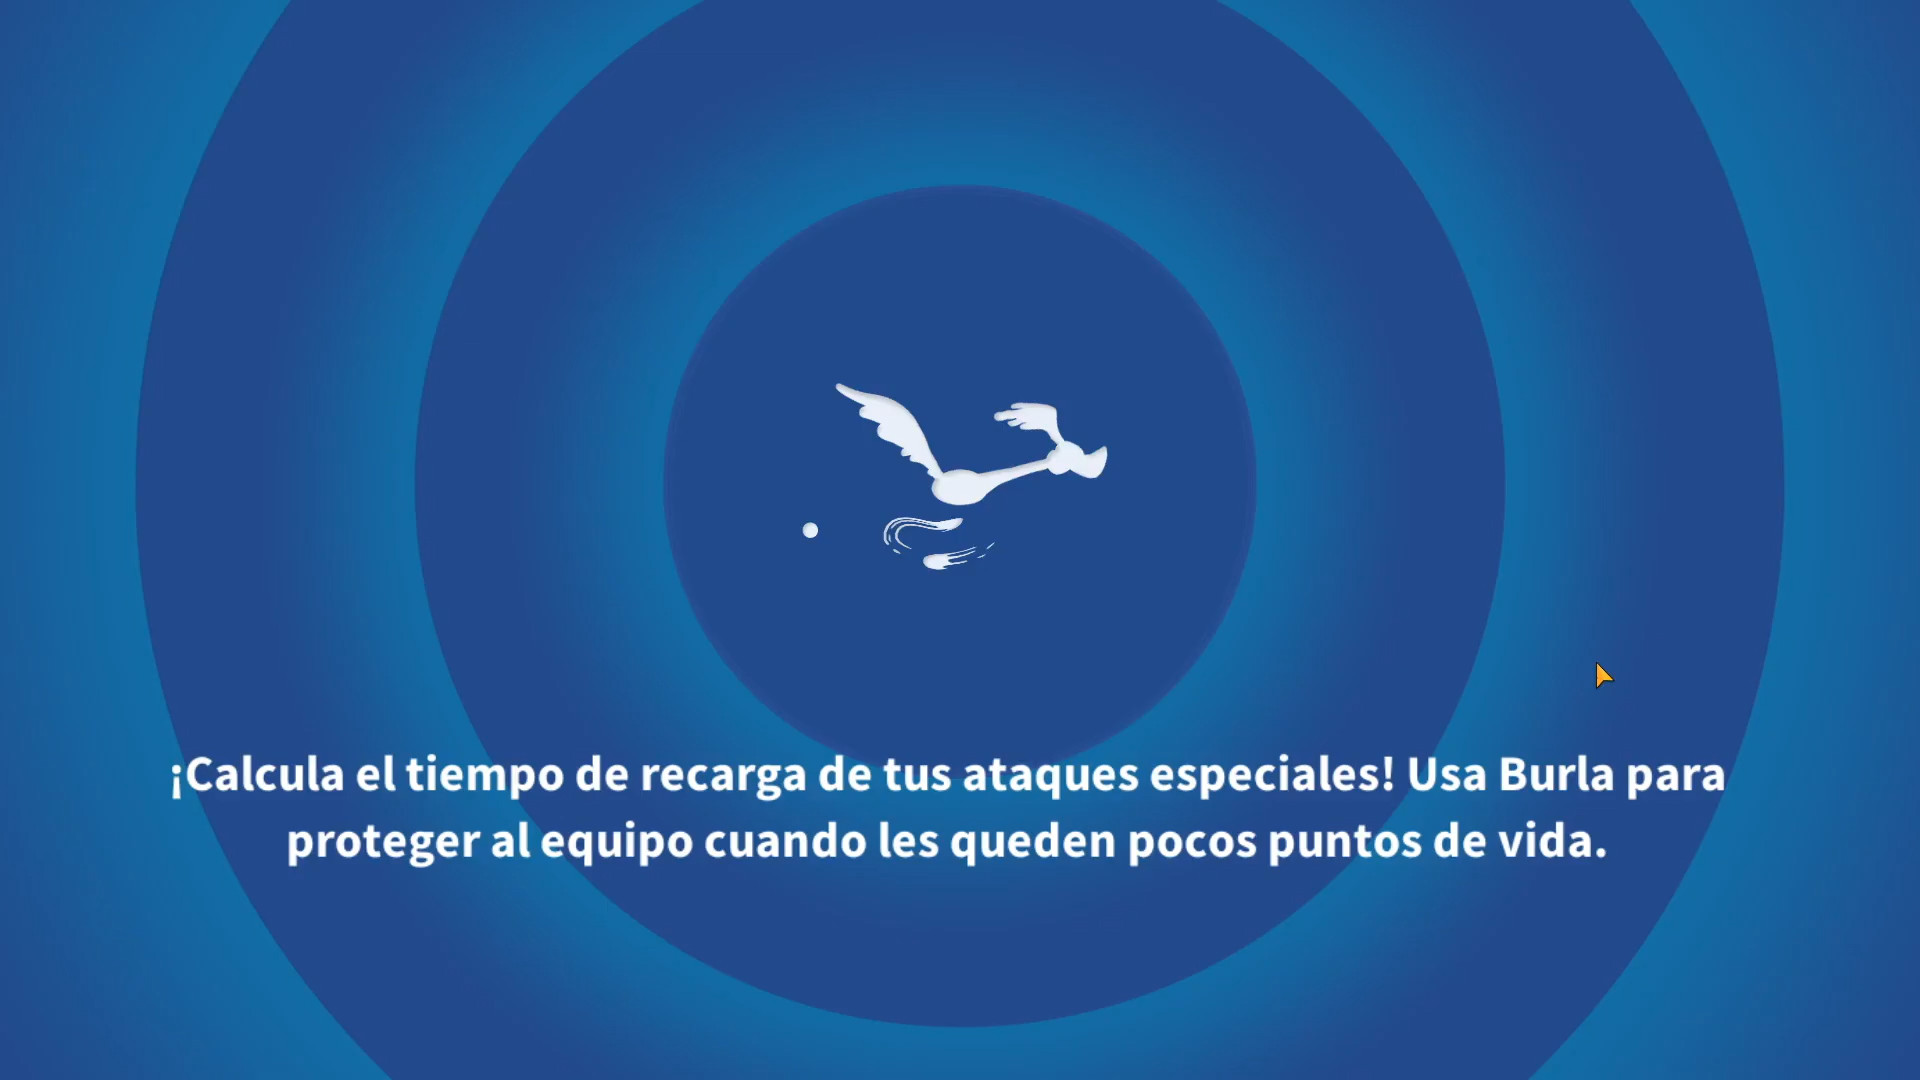 ¡Calcula el tiempo de recarga de tus ataques especiales! Usa Burla para
proteger al equipo cuando les queden pocos puntos de vida.